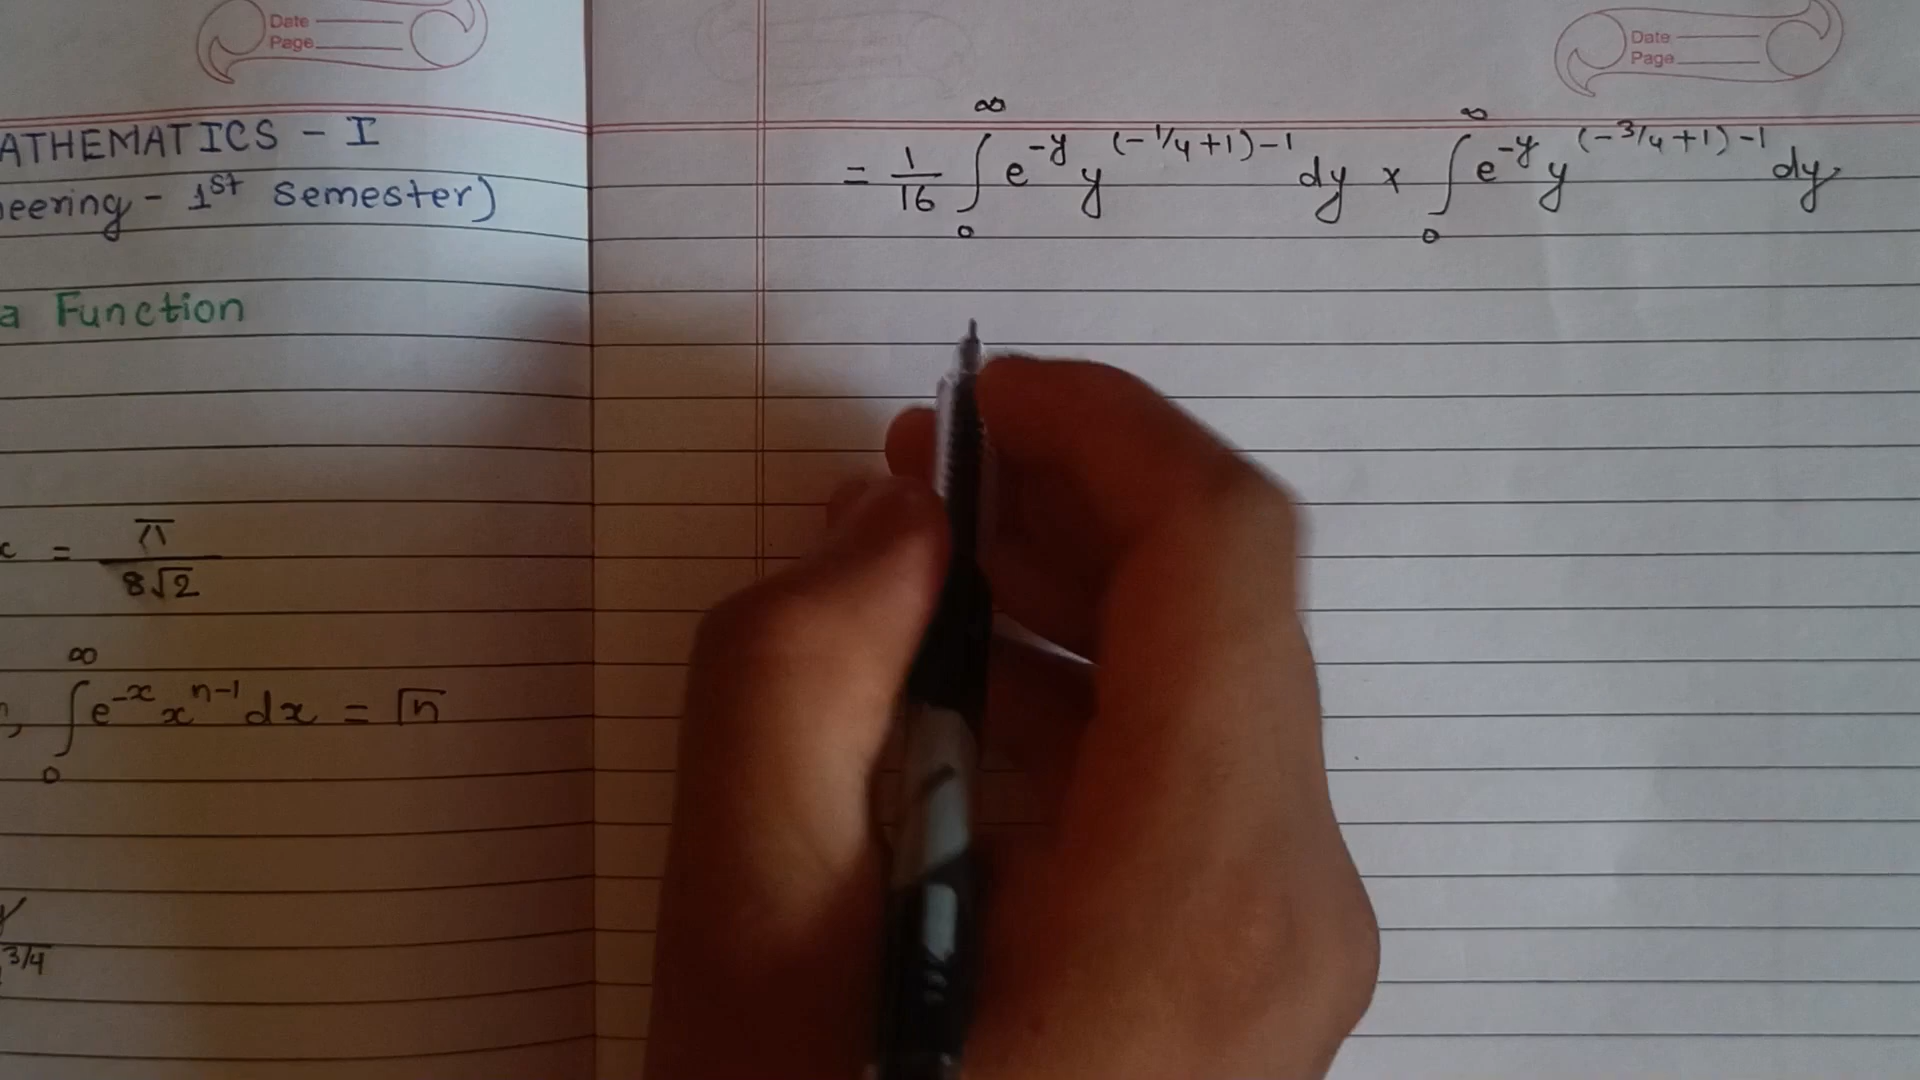 Date
Page
ATHEMATICS - I
neering - 1st semester)
a Function
= π/8√2
∫₀^∞ e^-x x^n-1 dx = √n
3/4
Date
Page
= 1/16 ∫₀^∞ e^-y y^(-1/4+1)-1 dy × ∫₀^∞ e^-y y^(-3/4+1)-1 dy